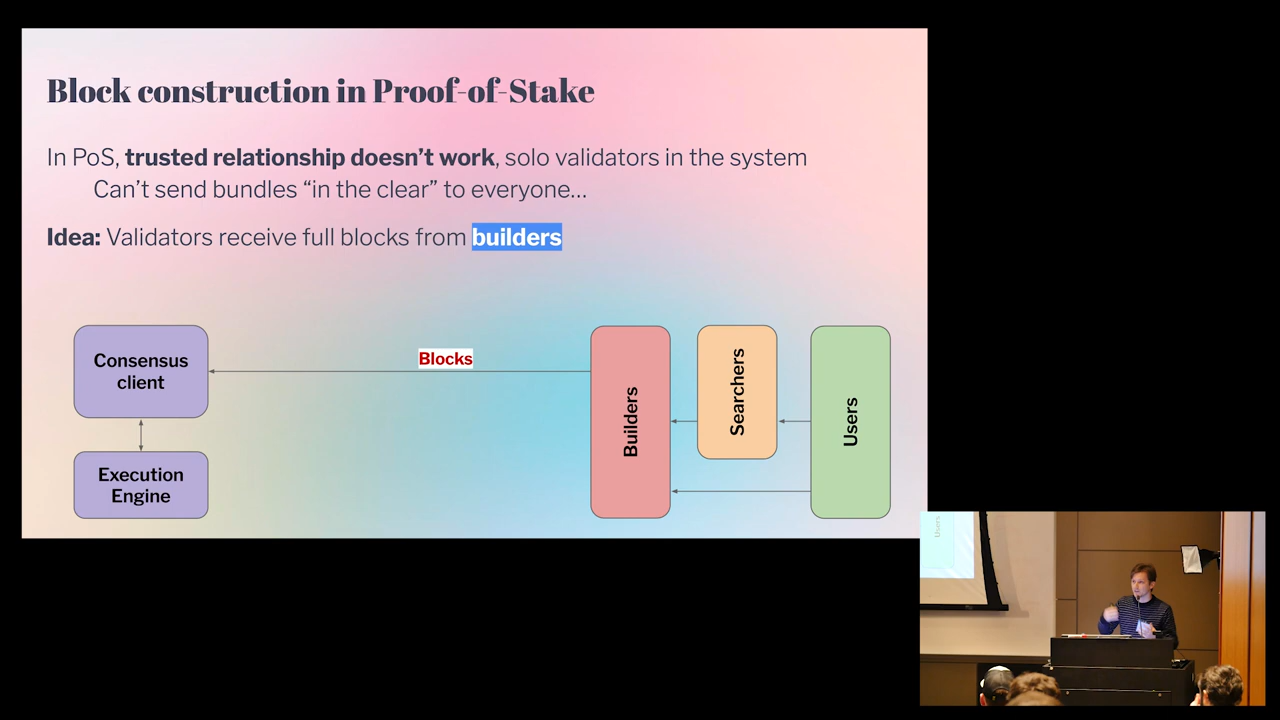 Block construction in Proof-of-Stake
In PoS, trusted relationship doesn’t work, solo validators in the system
Can’t send bundles “in the clear” to everyone…
Idea: Validators receive full blocks from builders
Consensus
client
Blocks
Execution
Engine
Builders
Searchers
Users
Users